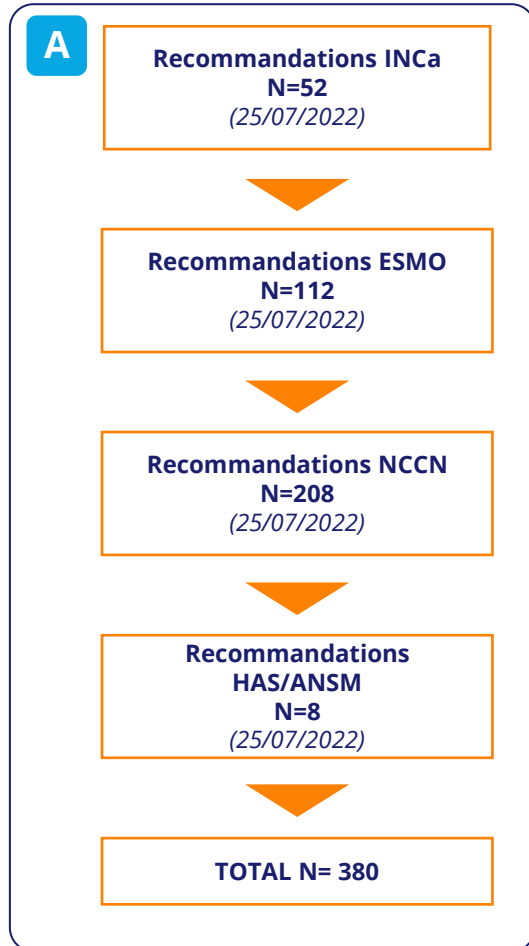 A
Recommandations INCa
N=52
(25/07/2022)
Recommandations ESMO
N=112
(25/07/2022)
Recommandations NCCN
N=208
(25/07/2022)
Recommandations
HAS/ANSM
N=8
(25/07/2022)
TOTAL N= 380